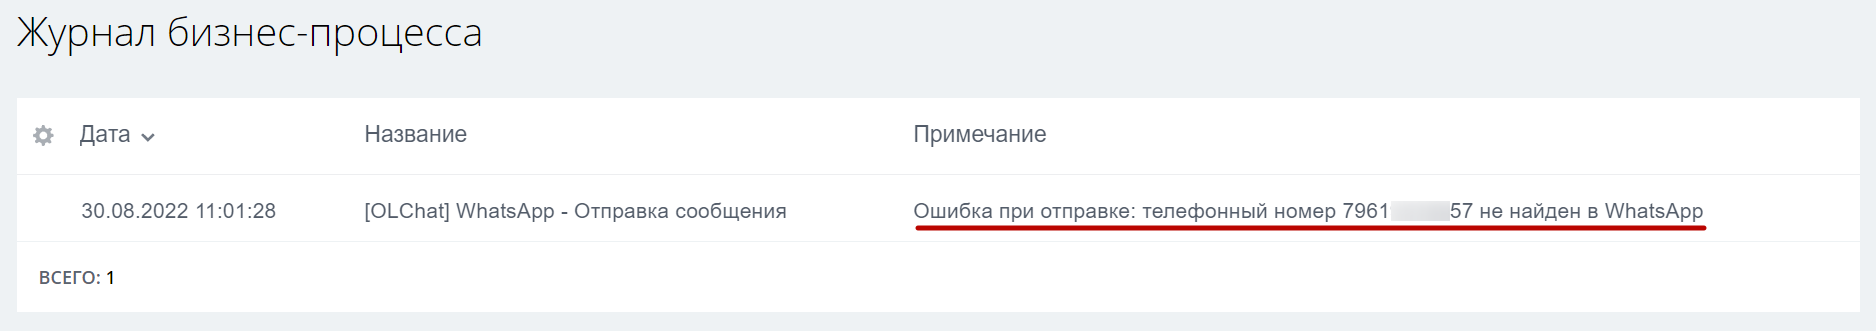 Журнал бизнес-процесса
Дата Название Примечание
30.08.2022 11:01:28 [OLChat] WhatsApp - Отправка сообщения Ошибка при отправке: телефонный номер 7961 57 не найден в WhatsApp
ВСЕГО: 1